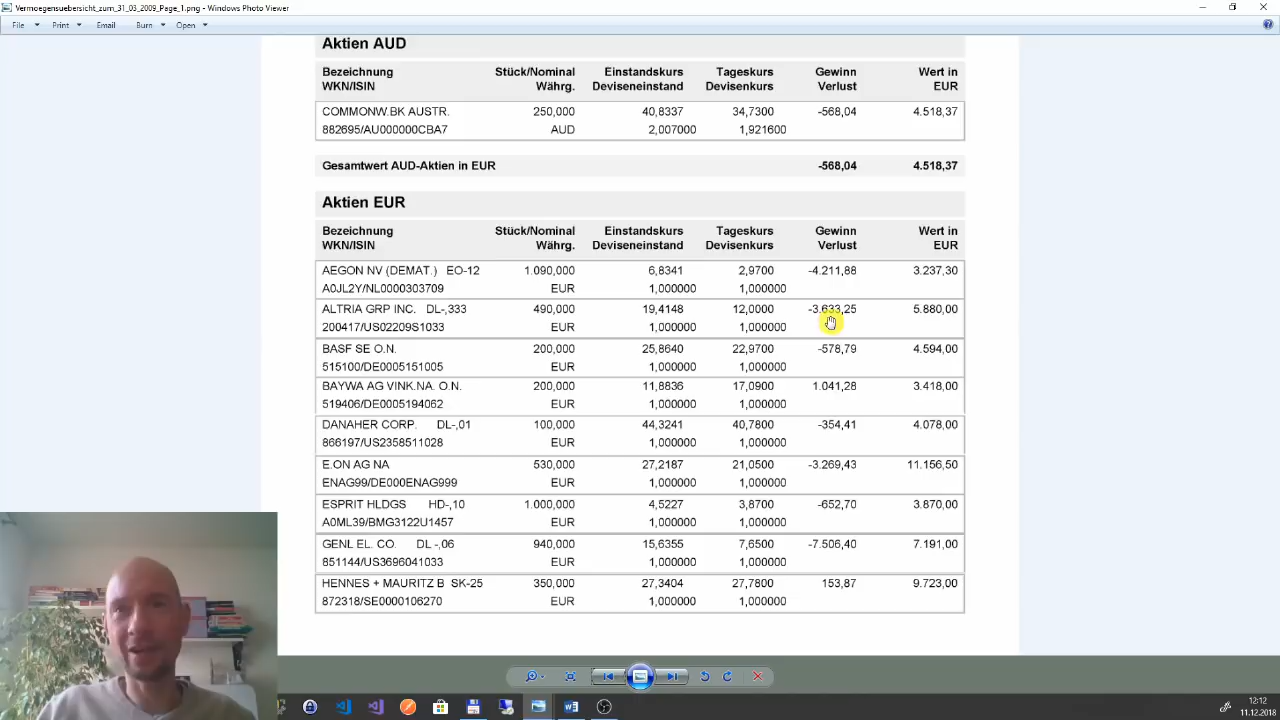 Vermoegensuebersicht_zum_31_03_2009_Page_1.png - Windows Photo Viewer
File Print Email Burn Open
Aktien AUD
Bezeichnung Stück/Nominal Einstandskurs Tageskurs Gewinn Wert in
WKN/ISIN Währg. Deviseneinstand Devisenkurs Verlust EUR
COMMONW.BK AUSTR. 250,000 40,8337 34,7300 -568,04 4.518,37
882695/AU000000CBA7 AUD 2,007000 1,921600
Gesamtwert AUD-Aktien in EUR -568,04 4.518,37
Aktien EUR
Bezeichnung Stück/Nominal Einstandskurs Tageskurs Gewinn Wert in
WKN/ISIN Währg. Deviseneinstand Devisenkurs Verlust EUR
AEGON NV (DEMAT.) EO-12 1.090,000 6,8341 2,9700 -4.211,88 3.237,30
A0JL2Y/NL0000303709 EUR 1,000000 1,000000
ALTRIA GRP INC. DL-,333 490,000 19,4148 12,0000 -3.633,25 5.880,00
200417/US02209S1033 EUR 1,000000 1,000000
BASF SE O.N. 200,000 25,8640 22,9700 -578,79 4.594,00
515100/DE0005151005 EUR 1,000000 1,000000
BAYWA AG VINK.NA. O.N. 200,000 11,8836 17,0900 1.041,28 3.418,00
519406/DE0005194062 EUR 1,000000 1,000000
DANAHER CORP. DL-,01 100,000 44,3241 40,7800 -354,41 4.078,00
866197/US2358511028 EUR 1,000000 1,000000
E.ON AG NA 530,000 27,2187 21,0500 -3.269,43 11.156,50
ENAG99/DE000ENAG999 EUR 1,000000 1,000000
ESPRIT HLDGS HD-,10 1.000,000 4,5227 3,8700 -652,70 3.870,00
A0ML39/BMG3122U1457 EUR 1,000000 1,000000
GENL EL. CO. DL -,06 940,000 15,6355 7,6500 -7.506,40 7.191,00
851144/US3696041033 EUR 1,000000 1,000000
HENNES + MAURITZ B SK-25 350,000 27,3404 27,7800 153,87 9.723,00
872318/SE0000106270 EUR 1,000000 1,000000
12:12
11.12.2018